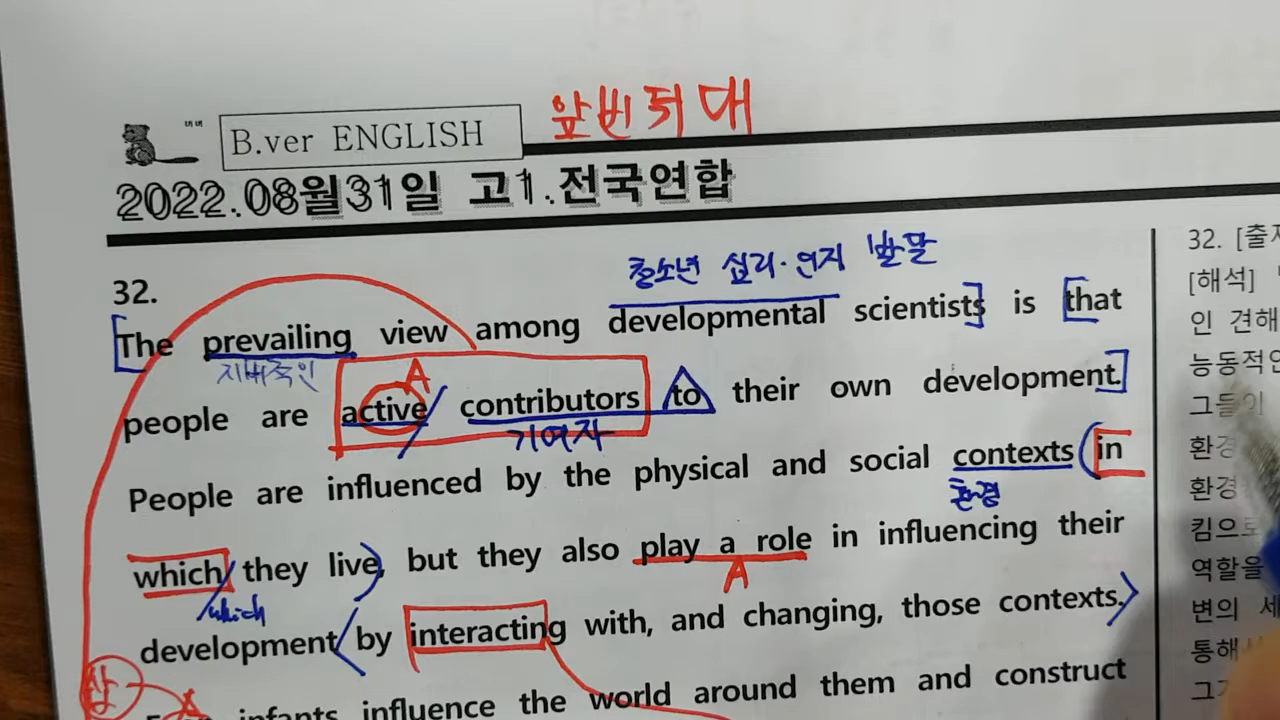 B.ver ENGLISH
앞번 뒤 대
2022.08월31일 고1.전국연합
청소년 심리·인지 발달
32.
The prevailing view among developmental scientists is that
지배적인
A
people are active contributors to their own development.
기여자
People are influenced by the physical and social contexts (in
환경
which they live), but they also play a role in influencing their
which
A
development by interacting with, and changing, those contexts.
infants influence the world around them and construct
32. [출
[해석]
인 견해
능동적인
환경
환경
킴으로
역할을
변의 세
통해